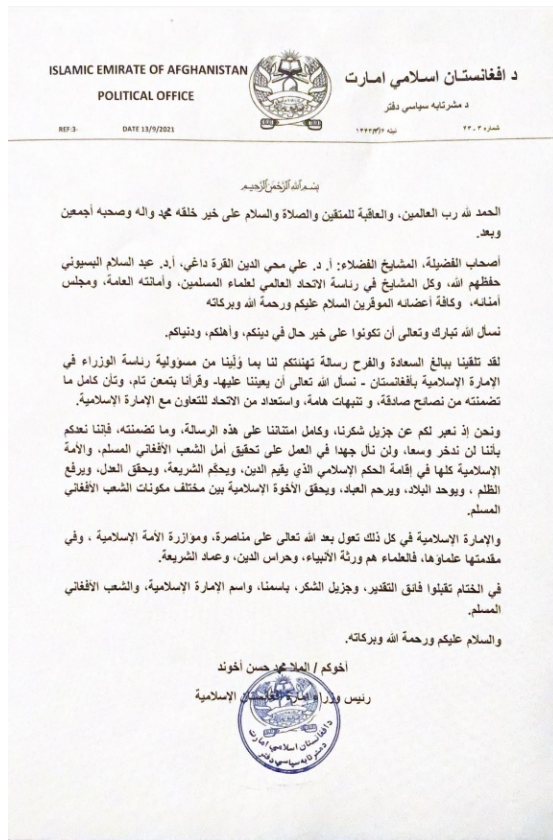 ISLAMIC EMIRATE OF AFGHANISTAN
POLITICAL OFFICE
د افغانستان اسلامي امارت
د مشرتابه سياسي دفتر
REF:3-
DATE 13/9/2021
بسم الله الرحمن الرحيم
الحمد لله رب العالمين، والعاقبة للمتقين والصلاة والسلام على خير خلقه محمد واله وصحبه أجمعين
وبعد.
أصحاب الفضيلة، المشايخ الفضلاء: أ. د. علي محي الدين القرة داغي، أ.د. عبد السلام البسيوني
حفظهم الله، وكل المشايخ في رئاسة الاتحاد العالمي لعلماء المسلمين، وأمانته العامة، ومجلس
أمنائه، وكافة أعضائه الموقرين السلام عليكم ورحمة الله وبركاته
نسأل الله تبارك وتعالى أن تكونوا على خير حال في دينكم، وأهلكم، ودنياكم.
لقد تلقينا ببالغ السعادة والفرح رسالة تهنئتكم لنا بما وُلِّينا من مسؤولية رئاسة الوزراء في
الإمارة الإسلامية بأفغانستان - نسأل الله تعالى أن يعيننا عليها- وقرأنا بتمعن تام، وتأن كامل ما
تضمنته من نصائح صادقة، و تنبيهات هامة، واستعداد من الاتحاد للتعاون مع الإمارة الإسلامية.
ونحن إذ نعبر لكم عن جزيل شكرنا، وكامل امتناننا على هذه الرسالة، وما تضمنته، فإننا نعدكم
بأننا لن ندخر وسعا، ولن نأل جهدا في العمل على تحقيق أمل الشعب الأفغاني المسلم، والأمة
الإسلامية كلها في إقامة الحكم الإسلامي الذي يقيم الدين، ويحكّم الشريعة، ويحقق العدل، ويرفع
الظلم ، ويوحد البلاد، ويرحم العباد، ويحقق الأخوة الإسلامية بين مختلف مكونات الشعب الأفغاني
المسلم.
والإمارة الإسلامية في كل ذلك تعول بعد الله تعالى على مناصرة، وموازرة الأمة الإسلامية ، وفي
مقدمتها علماؤها، فالعلماء هم ورثة الأنبياء، وحراس الدين، وعماد الشريعة.
في الختام تقبلوا فائق التقدير، وجزيل الشكر، باسمنا، واسم الإمارة الإسلامية، والشعب الأفغاني
المسلم.
والسلام عليكم ورحمة الله وبركاته.
أخوكم / الملا محمد حسن أخوند
رئيس وزراء إمارة أفغانستان الإسلامية
د افغانستان اسلامي امارت
د مشرتابه سياسي دفتر